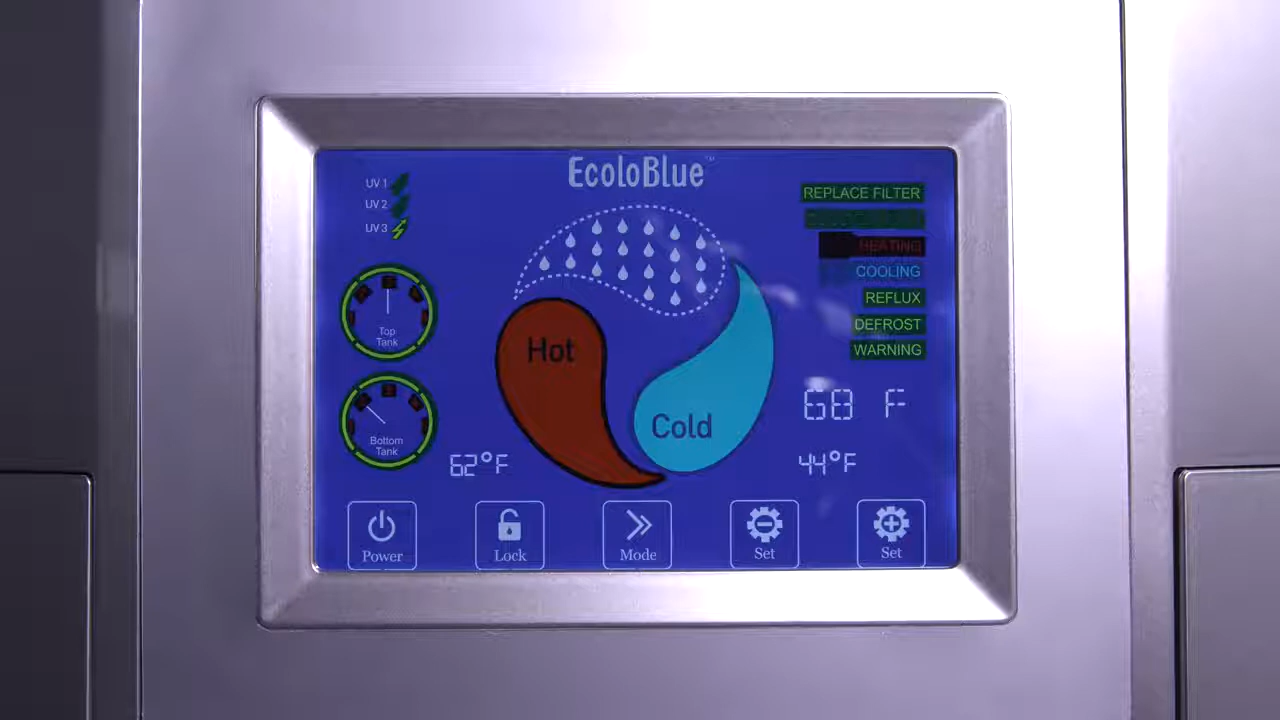 EcoloBlue™
UV 1
UV 2
UV 3
REPLACE FILTER
HEATING
COOLING
REFLUX
DEFROST
WARNING
Top
Tank
Hot
Cold
Bottom
Tank
68 F
62°F
44°F
Power
Lock
Mode
Set
Set